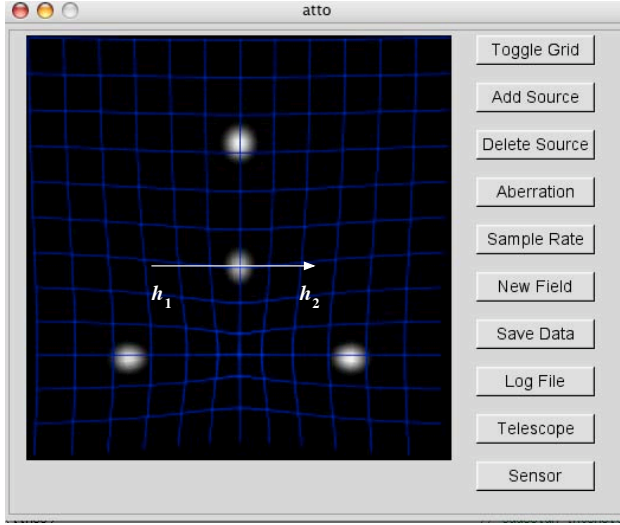 atto
Toggle Grid
Add Source
Delete Source
Aberration
Sample Rate
New Field
Save Data
Log File
Telescope
Sensor
h1
h2